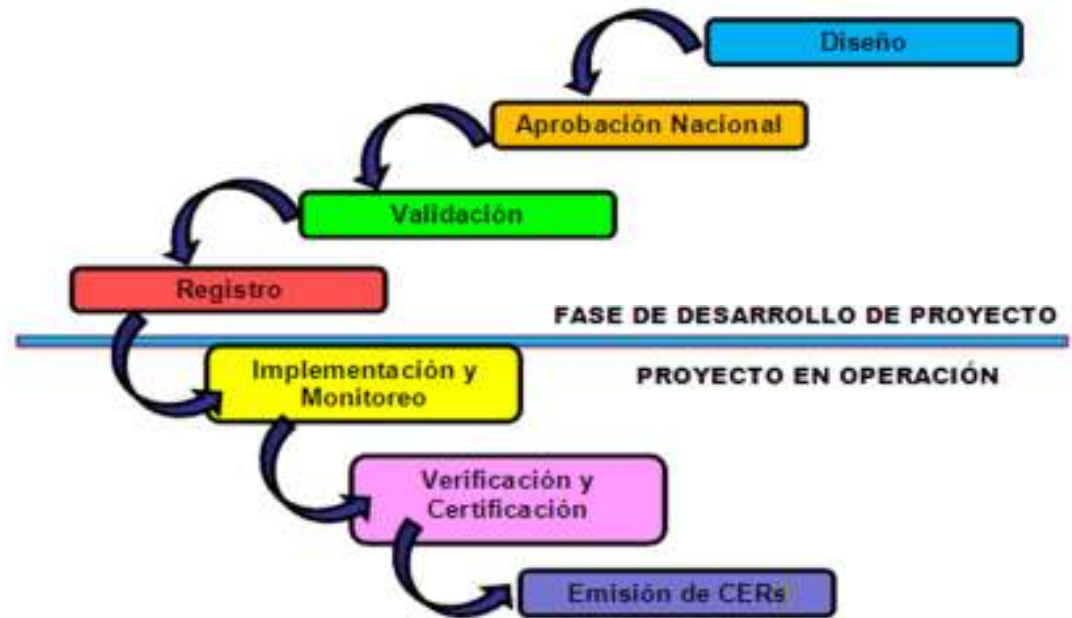 Diseño
Aprobación Nacional
Validación
Registro
FASE DE DESARROLLO DE PROYECTO
PROYECTO EN OPERACIÓN
Implementación y
Monitoreo
Verificación y
Certificación
Emisión de CERs